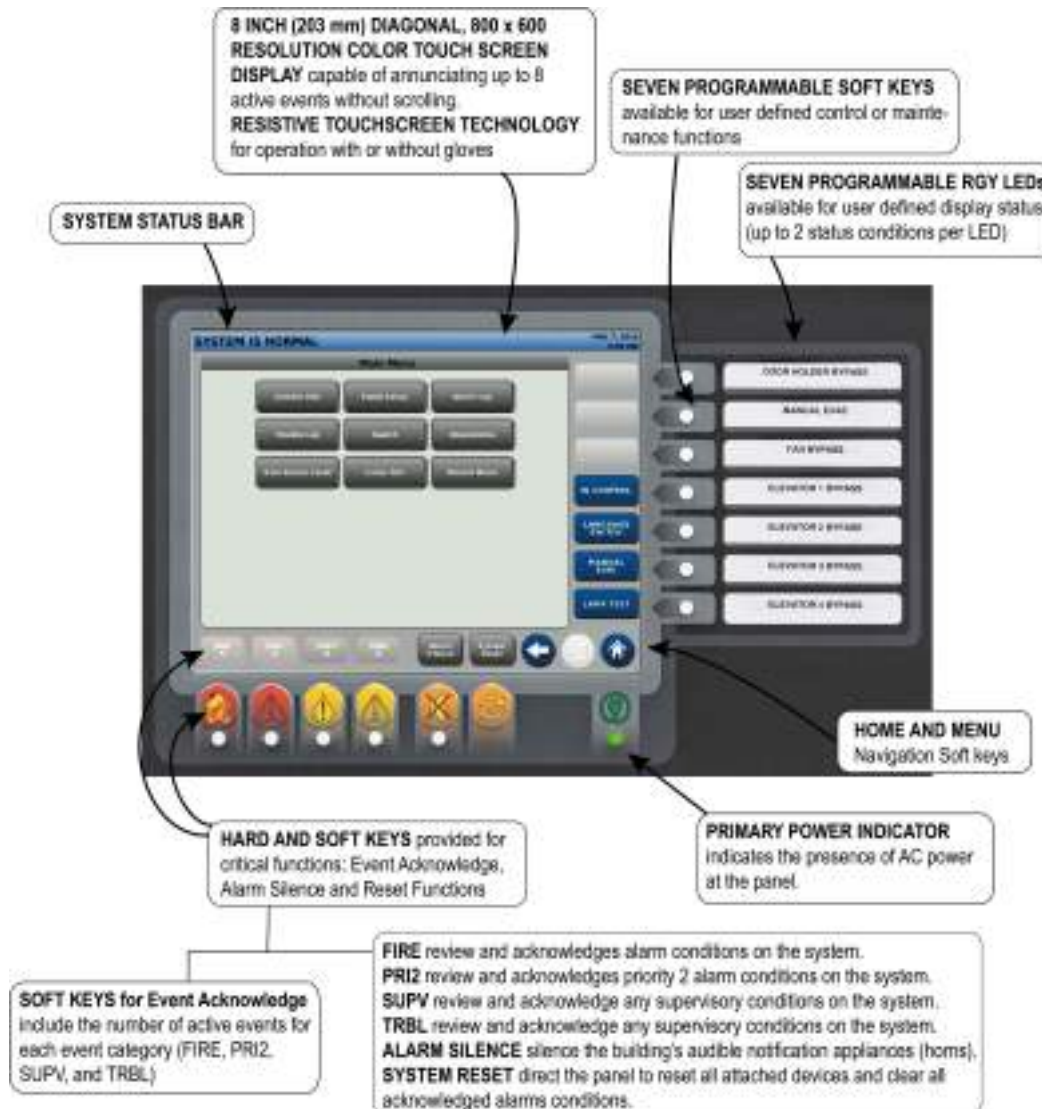 8 INCH (203 mm) DIAGONAL, 800 x 600
RESOLUTION COLOR TOUCH SCREEN
DISPLAY capable of annunciating up to 8
active events without scrolling.
RESISTIVE TOUCHSCREEN TECHNOLOGY
for operation with or without gloves
SEVEN PROGRAMMABLE SOFT KEYS
available for user defined control or mainte-
nance functions
SEVEN PROGRAMMABLE RGY LEDs
available for user defined display status
(up to 2 status conditions per LED)
SYSTEM STATUS BAR
SYSTEM IS NORMAL
Main Menu
DOOR HOLDER BYPASS
MANUAL EVAC
FAN BYPASS
ELEVATOR 1 BYPASS
ELEVATOR 2 BYPASS
ELEVATOR 3 BYPASS
ELEVATOR 4 BYPASS
IN CONTROL
MANUAL
EVAC
LAMP TEST
HOME AND MENU
Navigation Soft keys
HARD AND SOFT KEYS provided for
critical functions: Event Acknowledge,
Alarm Silence and Reset Functions
PRIMARY POWER INDICATOR
indicates the presence of AC power
at the panel.
SOFT KEYS for Event Acknowledge
include the number of active events for
each event category (FIRE, PRI2,
SUPV, and TRBL)
FIRE review and acknowledges alarm conditions on the system.
PRI2 review and acknowledges priority 2 alarm conditions on the system.
SUPV review and acknowledge any supervisory conditions on the system.
TRBL review and acknowledge any supervisory conditions on the system.
ALARM SILENCE silence the building's audible notification appliances (horns).
SYSTEM RESET direct the panel to reset all attached devices and clear all
acknowledged alarms conditions.